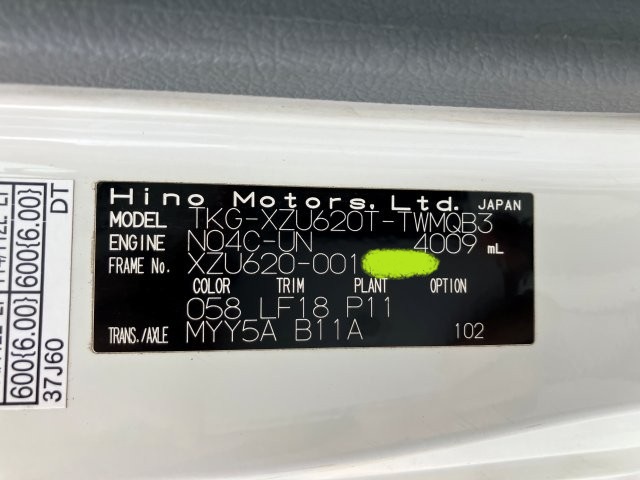 Hino Motors, Ltd. JAPAN
MODEL TKG-XZU620T-TWMQB3
ENGINE N04C-UN 4009 mL
FRAME No. XZU620-001
COLOR TRIM PLANT OPTION
058 LF18 P11
TRANS./AXLE MYY5A B11A 102
600{6.00} 600{6.00}
37J60 DT